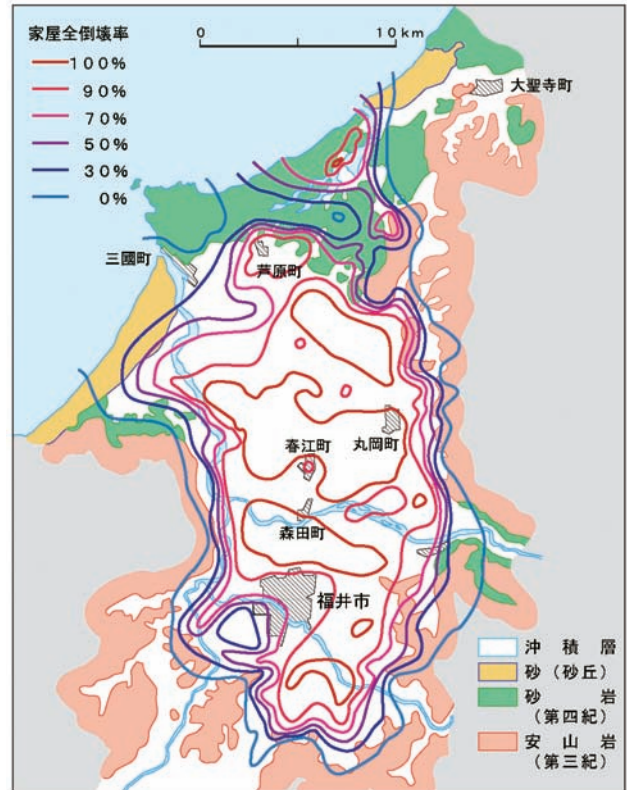 家屋全倒壊率
100%
90%
70%
50%
30%
0%
0 10km
大聖寺町
三國町
芦原町
丸岡町
春江町
森田町
福井市
沖積層
砂(砂丘)
砂岩
(第四紀)
安山岩
(第三紀)